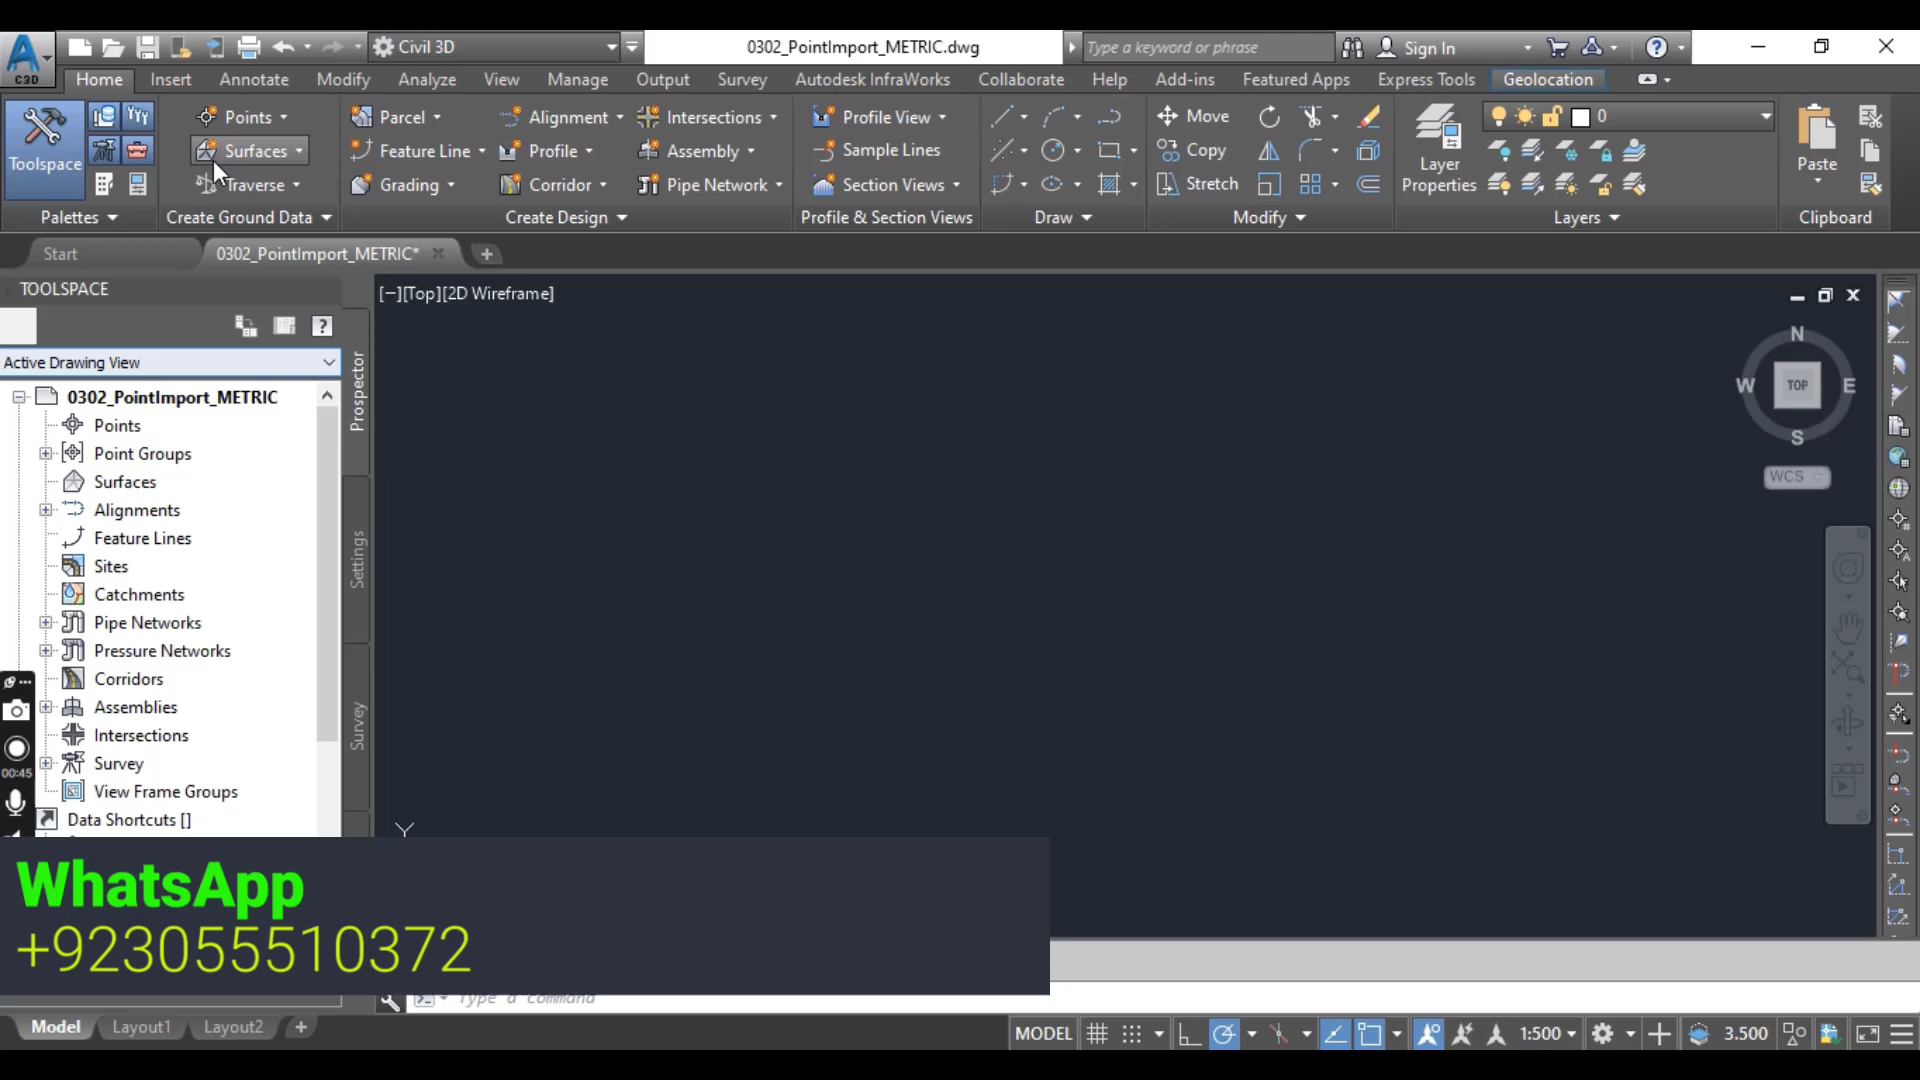 C3D
Civil 3D
0302_PointImport_METRIC.dwg
Type a keyword or phrase
Sign In
Home Insert Annotate Modify Analyze View Manage Output Survey Autodesk InfraWorks Collaborate Help Add-ins Featured Apps Express Tools Geolocation
Points Parcel Alignment Intersections Profile View Move 0
Toolspace Surfaces Feature Line Profile Assembly Sample Lines Copy Layer Properties Paste
Traverse Grading Corridor Pipe Network Section Views Stretch
Palettes Create Ground Data Create Design Profile & Section Views Draw Modify Layers Clipboard
Start 0302_PointImport_METRIC*
TOOLSPACE
[−][Top][2D Wireframe]
Active Drawing View
0302_PointImport_METRIC
Points
Point Groups
Surfaces
Alignments
Feature Lines
Sites
Catchments
Pipe Networks
Pressure Networks
Corridors
Assemblies
Intersections
Survey
View Frame Groups
Data Shortcuts []
Prospector
Settings
Survey
N
W TOP E
S
WCS
00:45
Y
WhatsApp
+923055510372
Type a command
Model Layout1 Layout2
MODEL 1:500 3.500